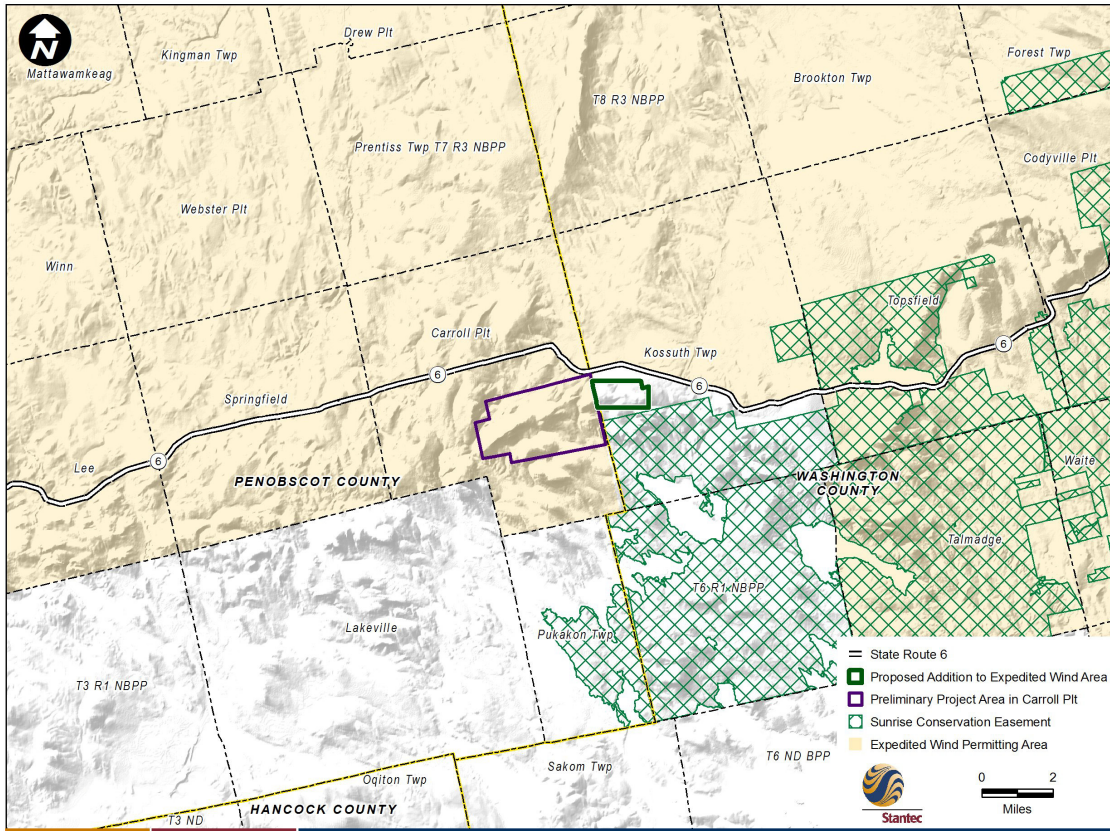 N
Drew Plt
Kingman Twp
Mattawamkeag
Forest Twp
Brookton Twp
T8 R3 NBPP
Prentiss Twp T7 R3 NBPP
Codyville Plt
Webster Plt
Winn
Topsfield
Carroll Plt
Kossuth Twp
6
6
6
Springfield
6
Lee
Waite
PENOBSCOT COUNTY
WASHINGTON
COUNTY
Talmadge
T6 R1 NBPP
Lakeville
Pukakon Twp
T3 R1 NBPP
State Route 6
Proposed Addition to Expedited Wind Area
Preliminary Project Area in Carroll Plt
Sunrise Conservation Easement
Expedited Wind Permitting Area
T6 ND BPP
Sakom Twp
Oqiton Twp
HANCOCK COUNTY
T3 ND
0 2
Miles
Stantec